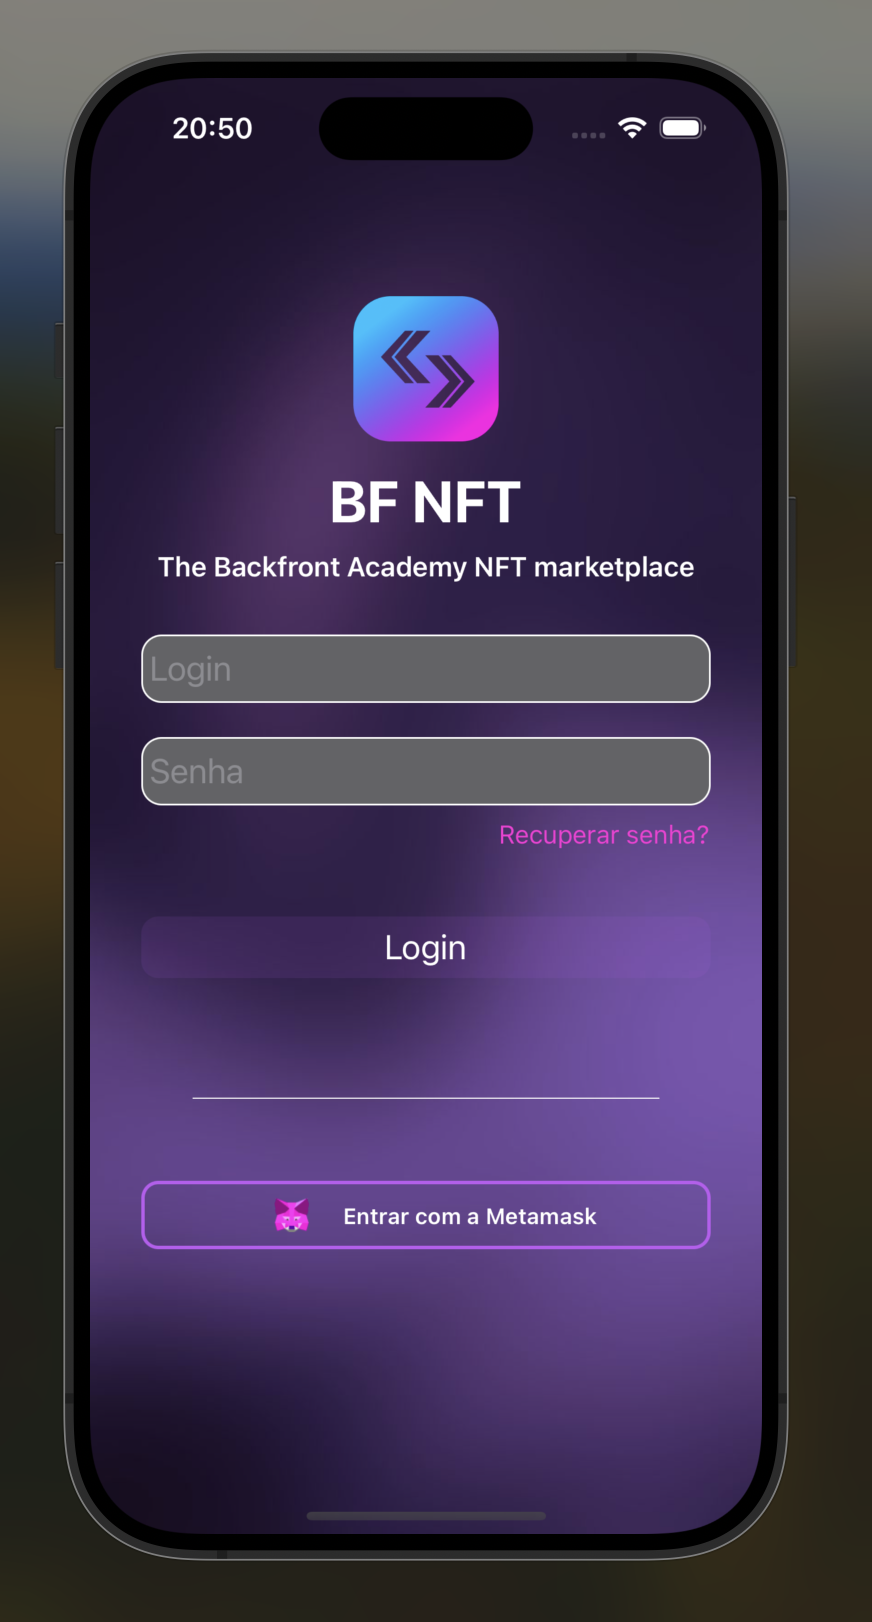 20:50
BF NFT
The Backfront Academy NFT marketplace
Login
Senha
Recuperar senha?
Login
Entrar com a Metamask